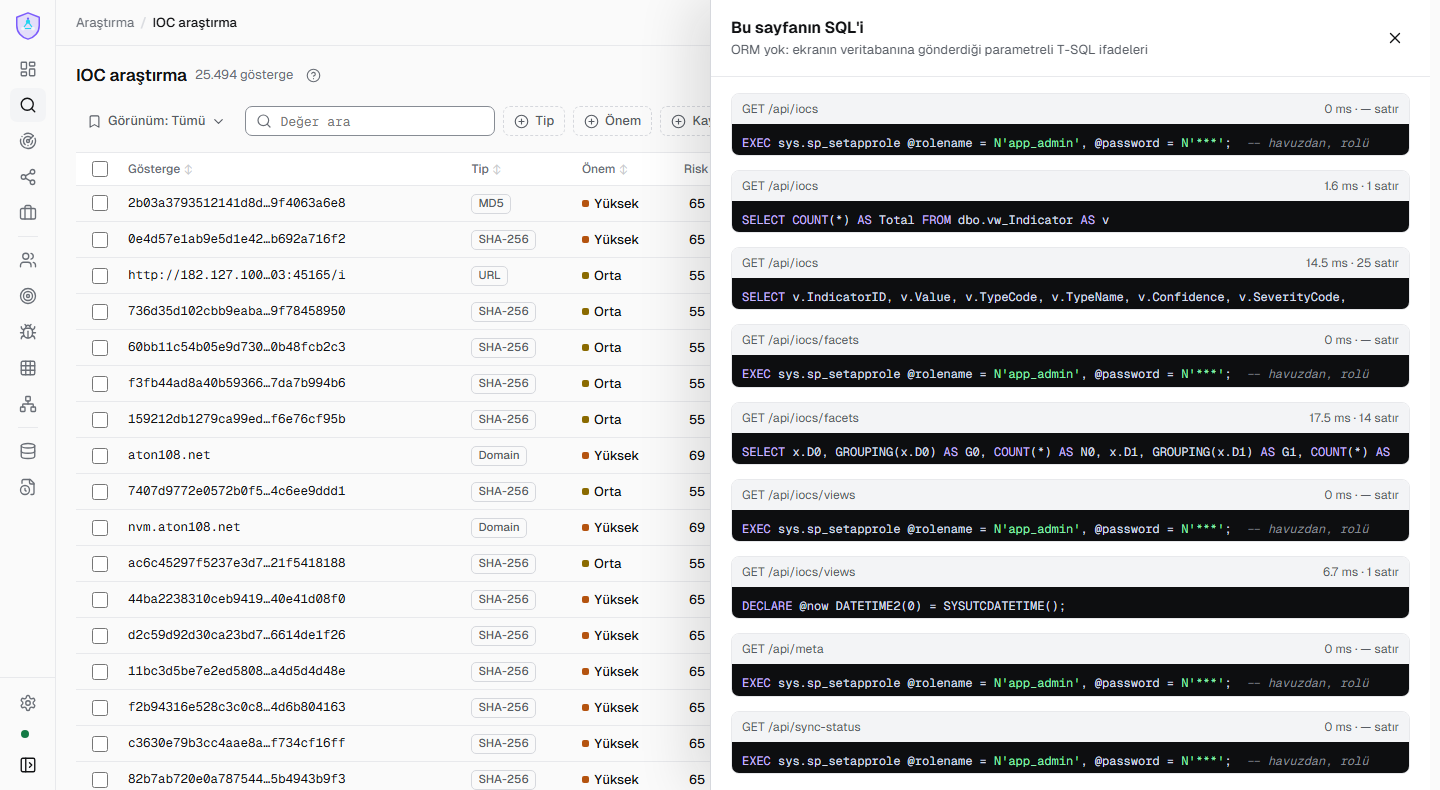 Araştırma / IOC araştırma
IOC araştırma 25.494 gösterge
Görünüm: Tümü
Değer ara
Tip
Önem
Kay
Gösterge Tip Önem Risk
2b03a3793512141d8d…9f4063a6e8 MD5 Yüksek 65
0e4d57e1ab9e5d1e42…b692a716f2 SHA-256 Yüksek 65
http://182.127.100…03:45165/i URL Orta 55
736d35d102cbb9eaba…9f78458950 SHA-256 Orta 55
60bb11c54b05e9d730…0b48fcb2c3 SHA-256 Orta 55
f3fb44ad8a40b59366…7da7b994b6 SHA-256 Orta 55
159212db1279ca99ed…f6e76cf95b SHA-256 Orta 55
aton108.net Domain Yüksek 69
7407d9772e0572b0f5…4c6ee9ddd1 SHA-256 Orta 55
nvm.aton108.net Domain Yüksek 69
ac6c45297f5237e3d7…21f5418188 SHA-256 Orta 55
44ba2238310ceb9419…40e41d08f0 SHA-256 Yüksek 65
d2c59d92d30ca23bd7…6614de1f26 SHA-256 Yüksek 65
11bc3d5be7e2ed5808…a4d5d4d48e SHA-256 Yüksek 65
f2b94316e528c3c0c8…4d6b804163 SHA-256 Yüksek 65
c3630e79b3cc4aae8a…f734cf16ff SHA-256 Yüksek 65
82b7ab720e0a787544…5b4943b9f3 SHA-256 Yüksek 65
Bu sayfanın SQL'i
ORM yok: ekranın veritabanına gönderdiği parametreli T-SQL ifadeleri
GET /api/iocs 0 ms · — satır
EXEC sys.sp_setapprole @rolename = N'app_admin', @password = N'***'; -- havuzdan, rolü
GET /api/iocs 1.6 ms · 1 satır
SELECT COUNT(*) AS Total FROM dbo.vw_Indicator AS v
GET /api/iocs 14.5 ms · 25 satır
SELECT v.IndicatorID, v.Value, v.TypeCode, v.TypeName, v.Confidence, v.SeverityCode,
GET /api/iocs/facets 0 ms · — satır
EXEC sys.sp_setapprole @rolename = N'app_admin', @password = N'***'; -- havuzdan, rolü
GET /api/iocs/facets 17.5 ms · 14 satır
SELECT x.D0, GROUPING(x.D0) AS G0, COUNT(*) AS N0, x.D1, GROUPING(x.D1) AS G1, COUNT(*) AS
GET /api/iocs/views 0 ms · — satır
EXEC sys.sp_setapprole @rolename = N'app_admin', @password = N'***'; -- havuzdan, rolü
GET /api/iocs/views 6.7 ms · 1 satır
DECLARE @now DATETIME2(0) = SYSUTCDATETIME();
GET /api/meta 0 ms · — satır
EXEC sys.sp_setapprole @rolename = N'app_admin', @password = N'***'; -- havuzdan, rolü
GET /api/sync-status 0 ms · — satır
EXEC sys.sp_setapprole @rolename = N'app_admin', @password = N'***'; -- havuzdan, rolü